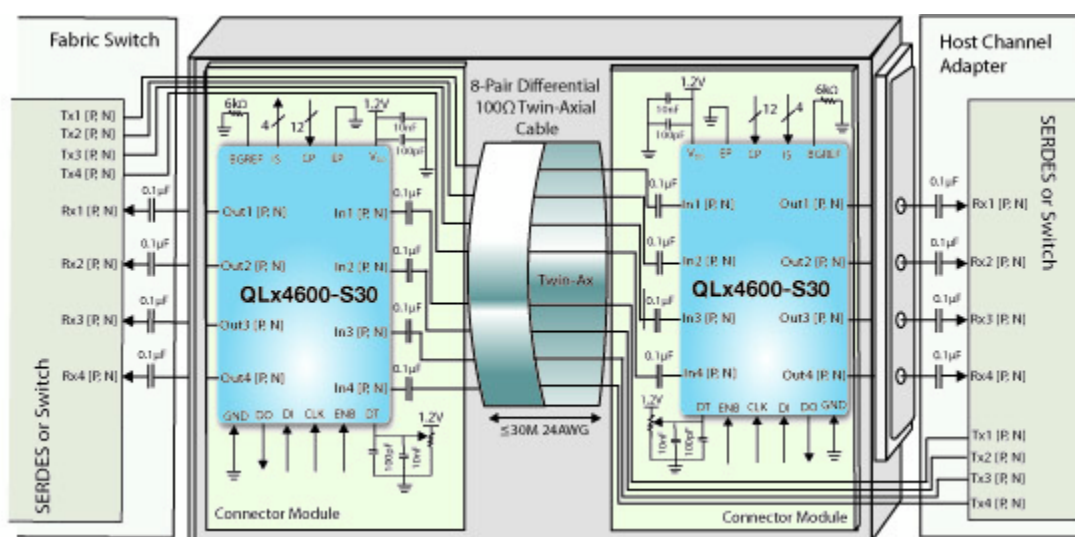 Fabric Switch
Host Channel
Adapter
8-Pair Differential
100Ω Twin-Axial
Cable
Tx1 [P, N]
Tx2 [P, N]
Tx3 [P, N]
Tx4 [P, N]
Rx1 [P, N]
Rx2 [P, N]
Rx3 [P, N]
Rx4 [P, N]
SERDES or Switch
0.1µF
0.1µF
0.1µF
0.1µF
6kΩ
4
12
1.2V
10nF
100pF
BGREF
IS
LP
EP
Out1 [P, N]
Out2 [P, N]
Out3 [P, N]
Out4 [P, N]
In1 [P, N]
In2 [P, N]
In3 [P, N]
In4 [P, N]
QLx4600-S30
GND
DO
DI
CLK
ENB
DT
0.1µF
0.1µF
0.1µF
0.1µF
1.2V
100pF
10nF
Connector Module
Twin-Ax
≤30M 24AWG
1.2V
10nF
100pF
12
4
6kΩ
EP
LP
IS
BGREF
0.1µF
0.1µF
0.1µF
0.1µF
In1 [P, N]
In2 [P, N]
In3 [P, N]
In4 [P, N]
Out1 [P, N]
Out2 [P, N]
Out3 [P, N]
Out4 [P, N]
QLx4600-S30
DT
ENB
CLK
DI
DO
GND
1.2V
10nF
100pF
Connector Module
0.1µF
0.1µF
0.1µF
0.1µF
Rx1 [P, N]
Rx2 [P, N]
Rx3 [P, N]
Rx4 [P, N]
Tx1 [P, N]
Tx2 [P, N]
Tx3 [P, N]
Tx4 [P, N]
SERDES or Switch